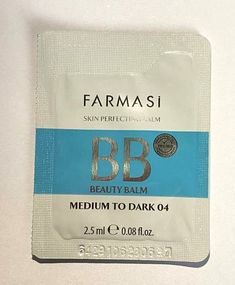 FARMASi
SKIN PERFECTING BALM
BB
BEAUTY BALM
MEDIUM TO DARK 04
2.5 ml ℮ 0.08 fl.oz.